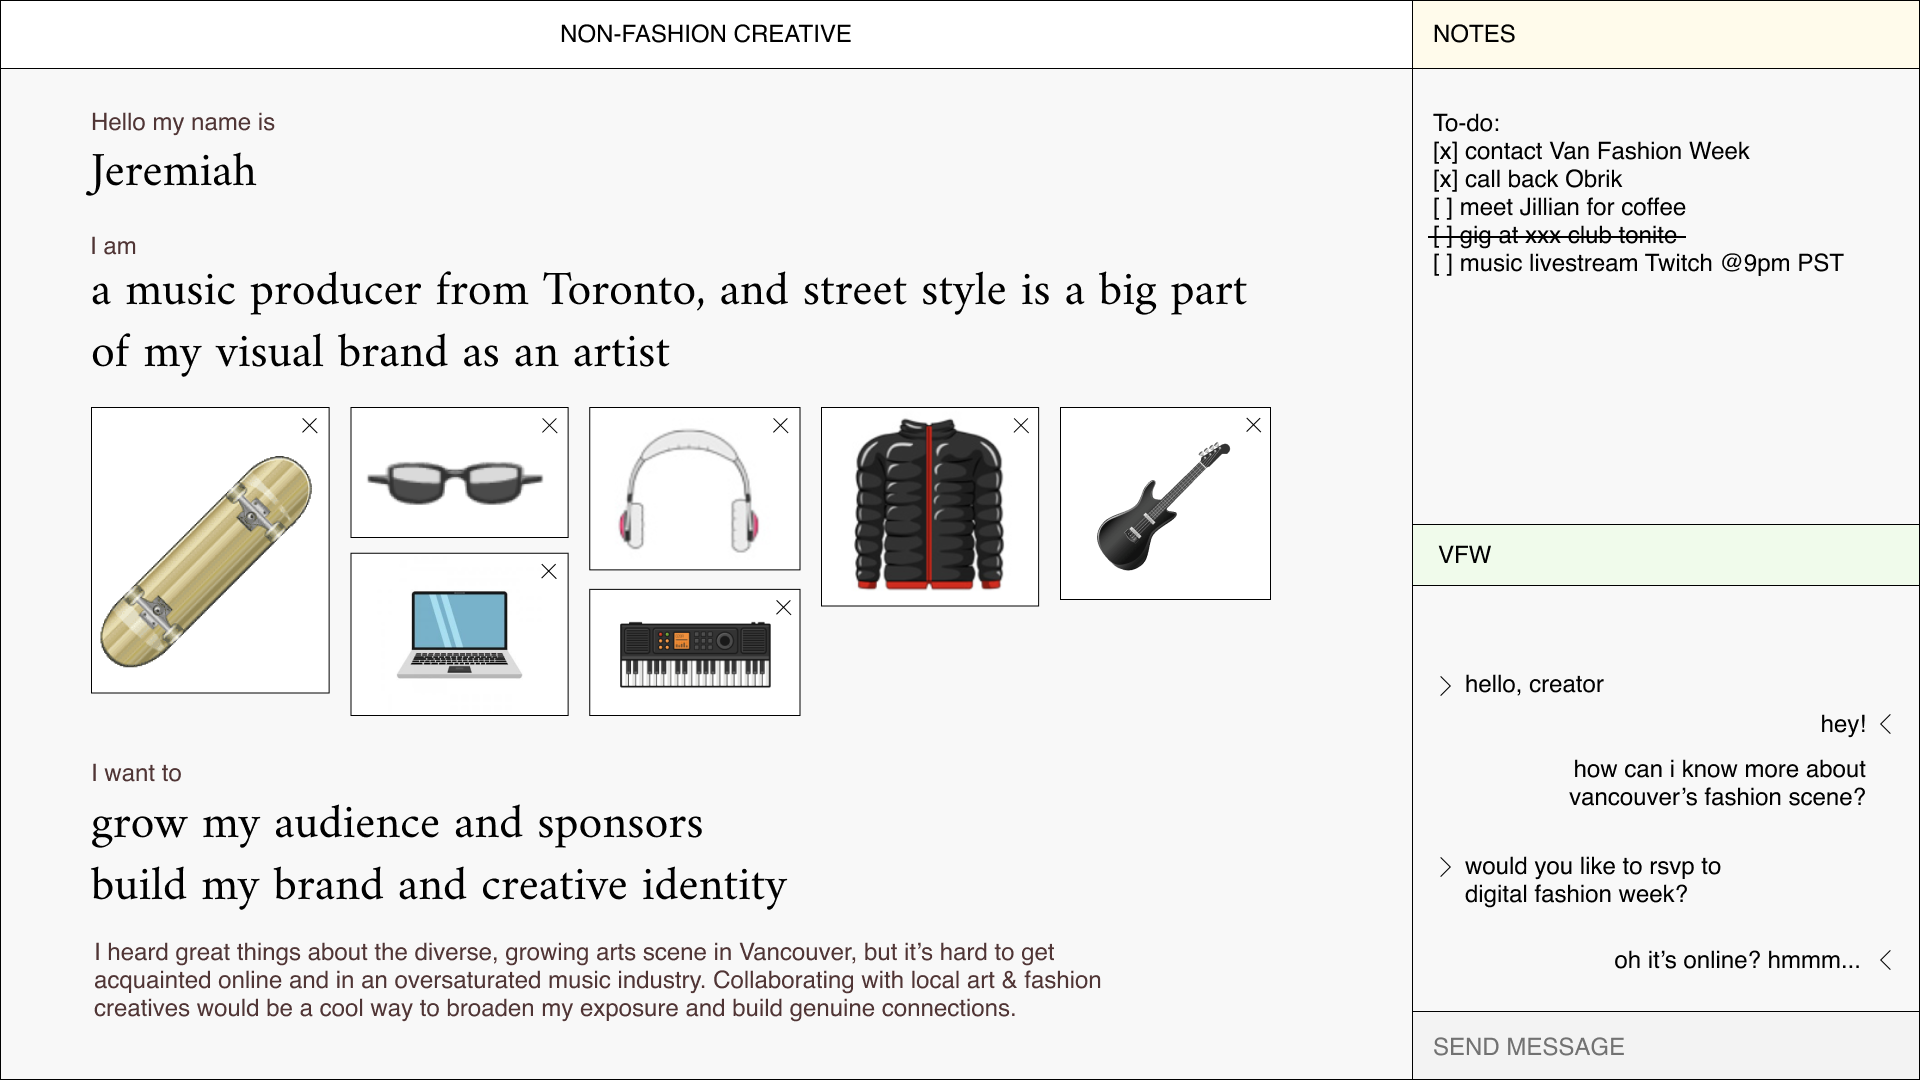 NON-FASHION CREATIVE
Hello my name is
Jeremiah
I am
a music producer from Toronto, and street style is a big part
of my visual brand as an artist
I want to
grow my audience and sponsors
build my brand and creative identity
I heard great things about the diverse, growing arts scene in Vancouver, but it’s hard to get
acquainted online and in an oversaturated music industry. Collaborating with local art & fashion
creatives would be a cool way to broaden my exposure and build genuine connections.
NOTES
To-do:
[x] contact Van Fashion Week
[x] call back Obrik
[ ] meet Jillian for coffee
[ ] gig at xxx club tonite
[ ] music livestream Twitch @9pm PST
VFW
hello, creator
hey!
how can i know more about
vancouver’s fashion scene?
would you like to rsvp to
digital fashion week?
oh it’s online? hmmm...
SEND MESSAGE